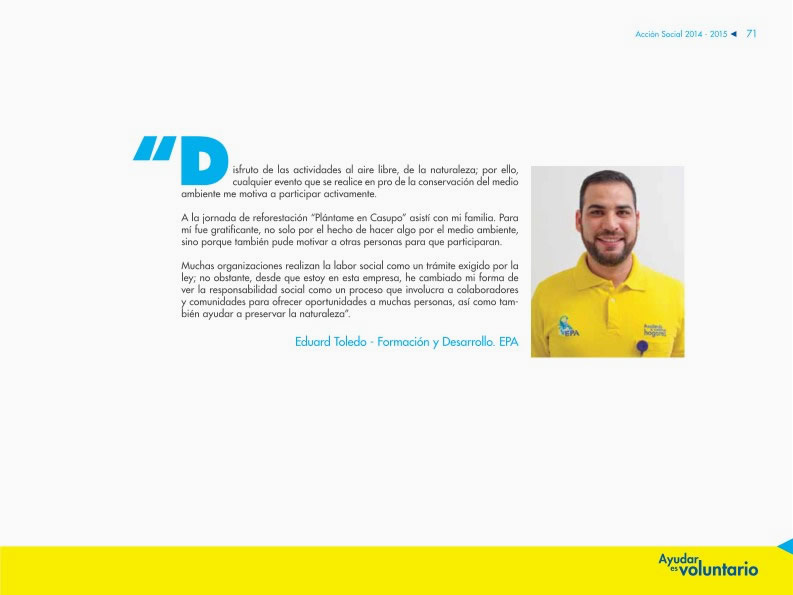 Acción Social 2014 - 2015 71
“Disfruto de las actividades al aire libre, de la naturaleza; por ello,
cualquier evento que se realice en pro de la conservación del medio
ambiente me motiva a participar activamente.
A la jornada de reforestación “Plántame en Casupo” asistí con mi familia. Para
mí fue gratificante, no solo por el hecho de hacer algo por el medio ambiente,
sino porque también pude motivar a otras personas para que participaran.
Muchas organizaciones realizan la labor social como un trámite exigido por la
ley; no obstante, desde que estoy en esta empresa, he cambiado mi forma de
ver la responsabilidad social como un proceso que involucra a colaboradores
y comunidades para ofrecer oportunidades a muchas personas, así como tam-
bién ayudar a preservar la naturaleza”.
Eduard Toledo - Formación y Desarrollo. EPA
EPA
Ayudar
es voluntario